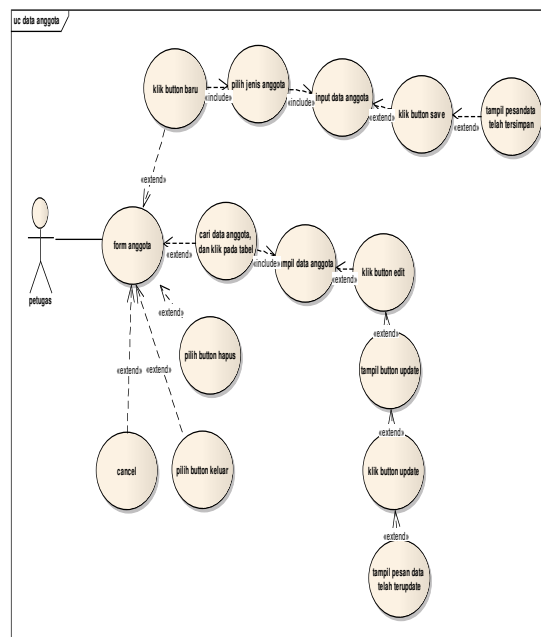 uc data anggota
klik button baru
«include»
pilih jenis anggota
«include»
input data anggota
«extend»
klik button save
«extend»
tampil pesandata
telah tersimpan
«extend»
petugas
form anggota
«extend»
cari data anggota,
dan klik pada tabel
«include»
mpil data anggota
«extend»
klik button edit
«extend»
pilih button hapus
«extend»
tampil button update
«extend»
«extend»
«extend»
cancel
pilih button keluar
klik button update
«extend»
tampil pesan data
telah terupdate